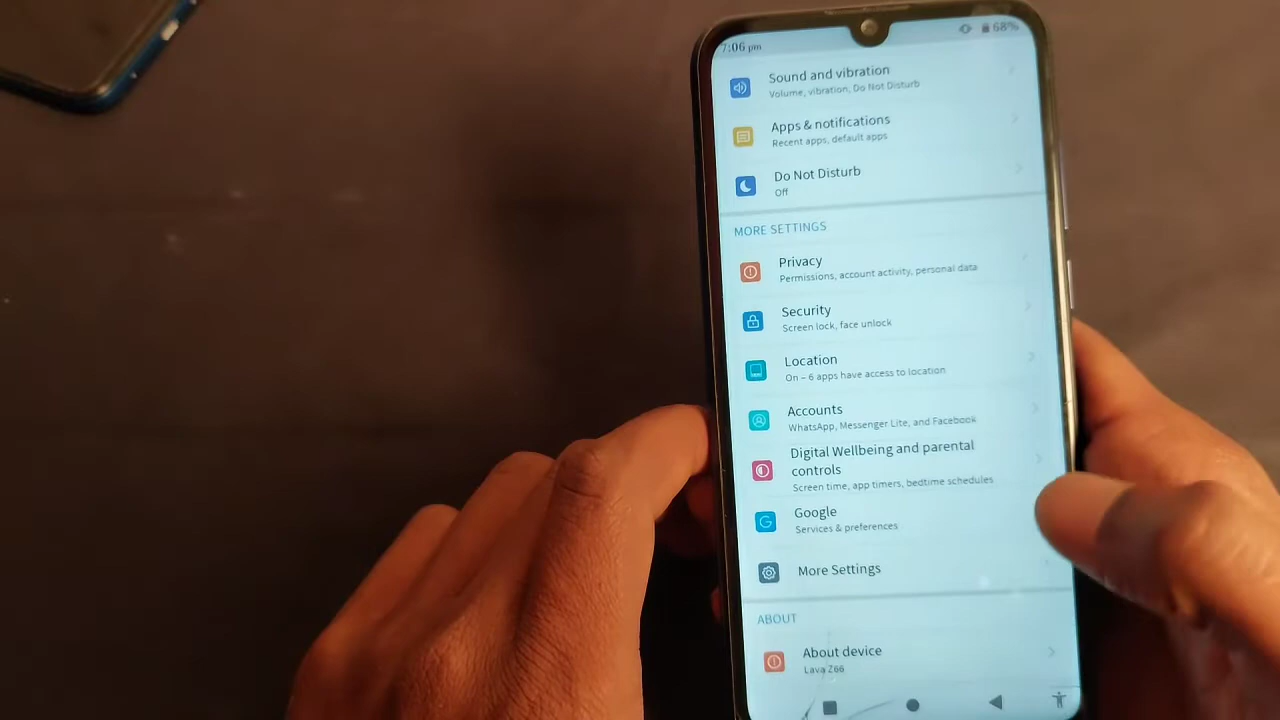 7:06 pm
68%
Sound and vibration
Volume, vibration, Do Not Disturb
Apps & notifications
Recent apps, default apps
Do Not Disturb
Off
MORE SETTINGS
Privacy
Permissions, account activity, personal data
Security
Screen lock, face unlock
Location
On – 6 apps have access to location
Accounts
WhatsApp, Messenger Lite, and Facebook
Digital Wellbeing and parental
controls
Screen time, app timers, bedtime schedules
Google
Services & preferences
More Settings
ABOUT
About device
Lava Z66